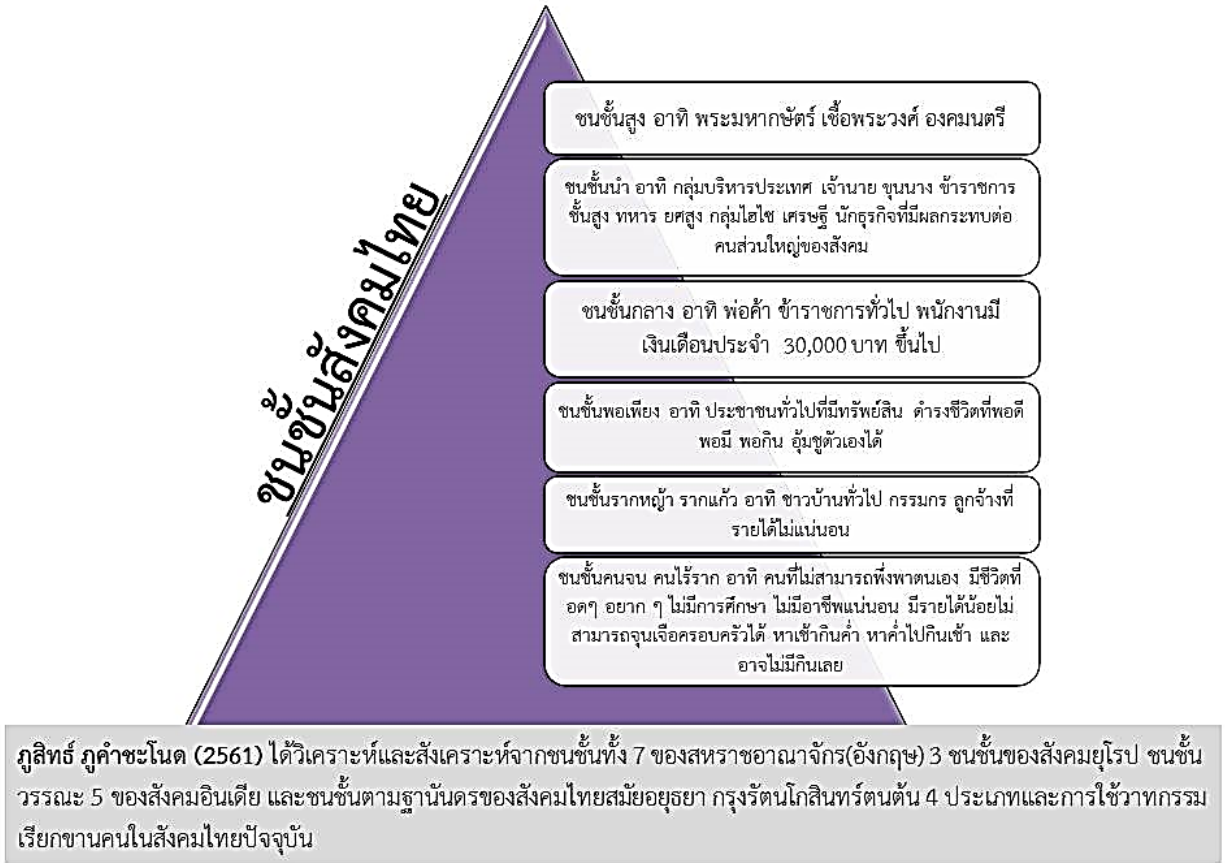 ชนชั้นสังคมไทย
ชนชั้นสูง อาทิ พระมหากษัตร์ เชื้อพระวงศ์ องคมนตรี
ชนชั้นนำ อาทิ กลุ่มบริหารประเทศ เจ้านาย ขุนนาง ข้าราชการ
ชั้นสูง ทหาร ยศสูง กลุ่มไฮโซ เศรษฐี นักธุรกิจที่มีผลกระทบต่อ
คนส่วนใหญ่ของสังคม
ชนชั้นกลาง อาทิ พ่อค้า ข้าราชการทั่วไป พนักงานมี
เงินเดือนประจำ 30,000 บาท ขึ้นไป
ชนชั้นพอเพียง อาทิ ประชาชนทั่วไปที่มีทรัพย์สิน ดำรงชีวิตที่พอดี
พอมี พอกิน อุ้มชูตัวเองได้
ชนชั้นรากหญ้า รากแก้ว อาทิ ชาวบ้านทั่วไป กรรมกร ลูกจ้างที่
รายได้ไม่แน่นอน
ชนชั้นคนจน คนไร้ราก อาทิ คนที่ไม่สามารถพึ่งพาตนเอง มีชีวิตที่
อดๆ อยาก ๆ ไม่มีการศึกษา ไม่มีอาชีพแน่นอน มีรายได้น้อยไม่
สามารถจุนเจือครอบครัวได้ หาเช้ากินค่ำ หาค่ำไปกินเช้า และ
อาจไม่มีกินเลย
ภูสิทธ์ ภูคำชะโนด (2561) ได้วิเคราะห์และสังเคราะห์จากชนชั้นทั้ง 7 ของสหราชอาณาจักร(อังกฤษ) 3 ชนชั้นของสังคมยุโรป ชนชั้น
วรรณะ 5 ของสังคมอินเดีย และชนชั้นตามฐานันดรของสังคมไทยสมัยอยุธยา กรุงรัตนโกสินทร์ตนต้น 4 ประเภทและการใช้วาทกรรม
เรียกขานคนในสังคมไทยปัจจุบัน